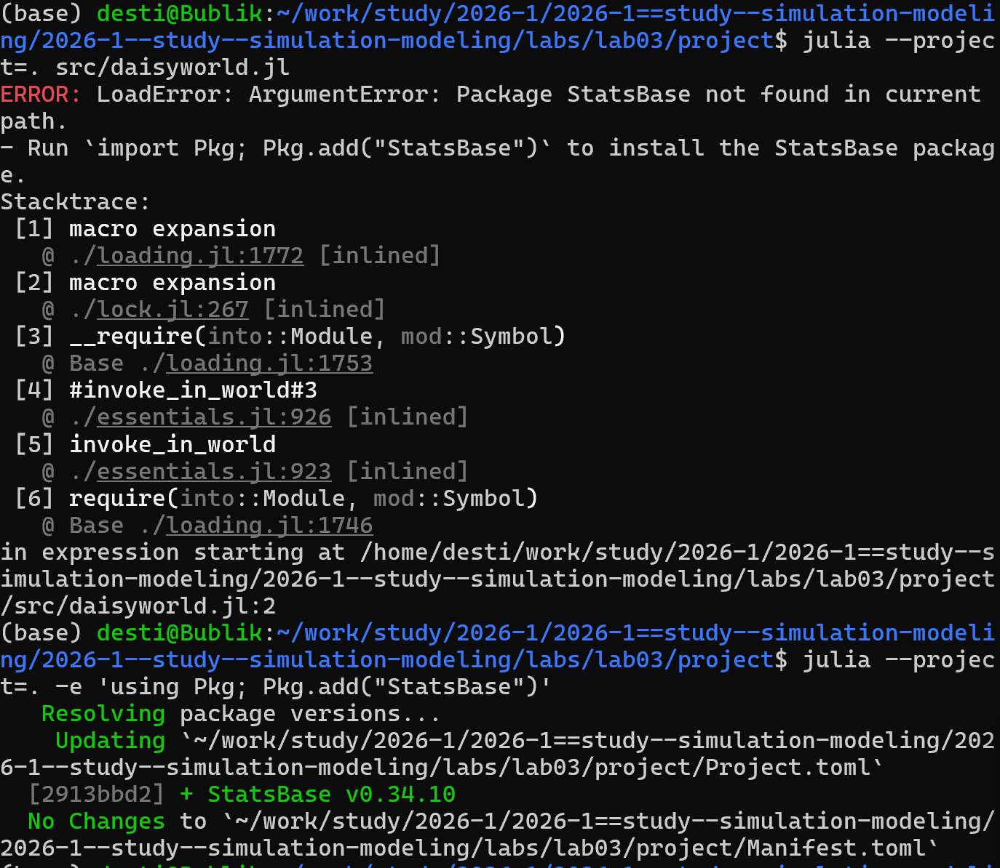 (base) desti@Bublik:~/work/study/2026-1/2026-1==study--simulation-modeli
ng/2026-1--study--simulation-modeling/labs/lab03/project$ julia --projec
t=. src/daisyworld.jl
ERROR: LoadError: ArgumentError: Package StatsBase not found in current
path.
- Run `import Pkg; Pkg.add("StatsBase")` to install the StatsBase packag
e.
Stacktrace:
 [1] macro expansion
   @ ./loading.jl:1772 [inlined]
 [2] macro expansion
   @ ./lock.jl:267 [inlined]
 [3] __require(into::Module, mod::Symbol)
   @ Base ./loading.jl:1753
 [4] #invoke_in_world#3
   @ ./essentials.jl:926 [inlined]
 [5] invoke_in_world
   @ ./essentials.jl:923 [inlined]
 [6] require(into::Module, mod::Symbol)
   @ Base ./loading.jl:1746
in expression starting at /home/desti/work/study/2026-1/2026-1==study--s
imulation-modeling/2026-1--study--simulation-modeling/labs/lab03/project
/src/daisyworld.jl:2
(base) desti@Bublik:~/work/study/2026-1/2026-1==study--simulation-modeli
ng/2026-1--study--simulation-modeling/labs/lab03/project$ julia --projec
t=. -e 'using Pkg; Pkg.add("StatsBase")'
   Resolving package versions...
    Updating `~/work/study/2026-1/2026-1==study--simulation-modeling/202
6-1--study--simulation-modeling/labs/lab03/project/Project.toml`
  [2913bbd2] + StatsBase v0.34.10
  No Changes to `~/work/study/2026-1/2026-1==study--simulation-modeling/
2026-1--study--simulation-modeling/labs/lab03/project/Manifest.toml`